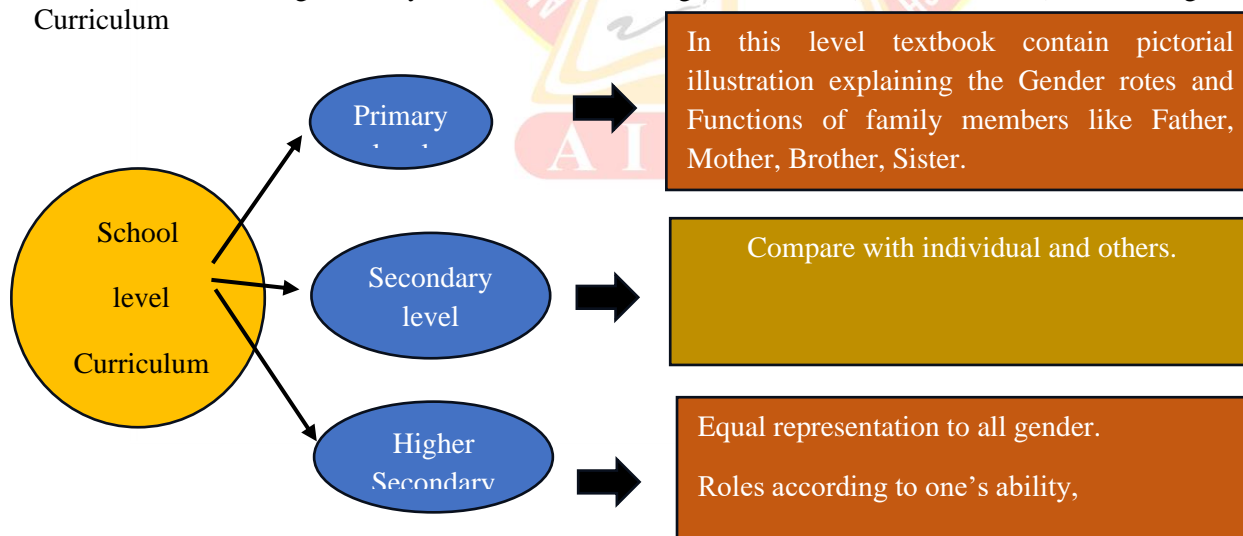 Curriculum
In this level textbook contain pictorial
illustration explaining the Gender rotes and
Functions of family members like Father,
Mother, Brother, Sister.
Primary
A I
School
level
Curriculum
Secondary
level
Compare with individual and others.
Higher
Secondary
Equal representation to all gender.
Roles according to one’s ability,